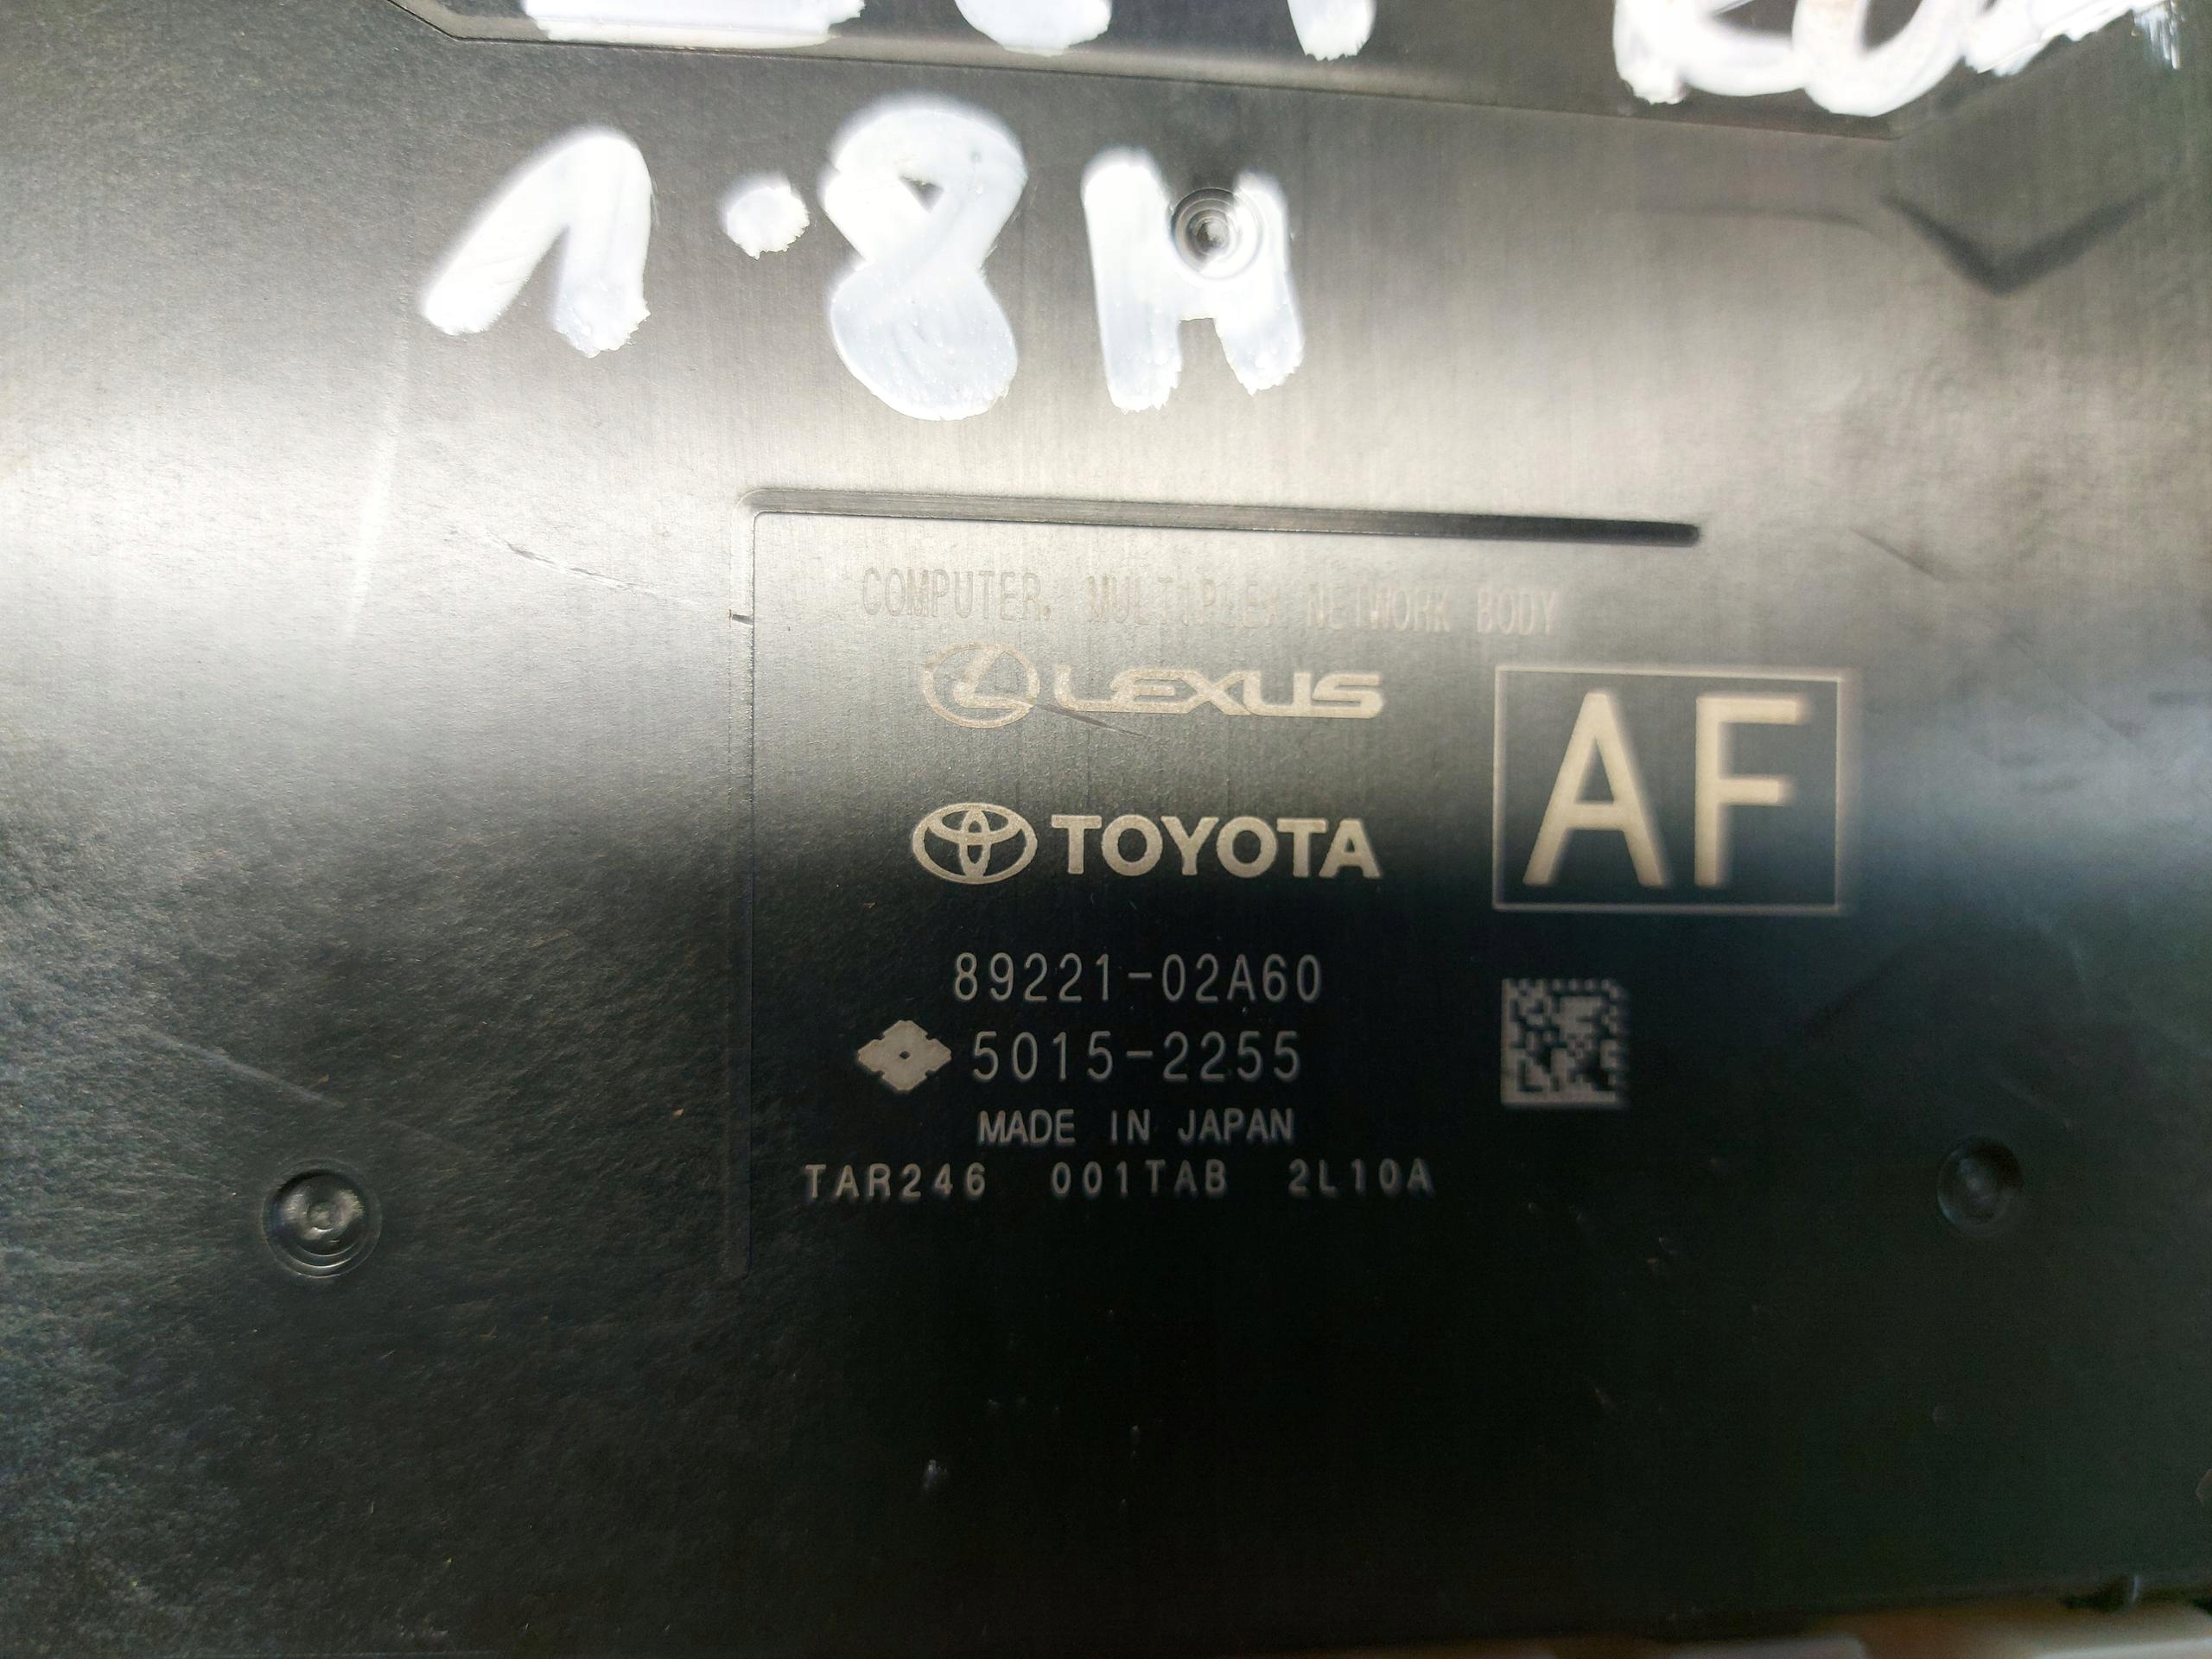 1.8H
COMPUTER, MULTIPLEX NETWORK BODY
LEXUS
AF
TOYOTA
89221-02A60
5015-2255
MADE IN JAPAN
TAR246 001TAB 2L10A